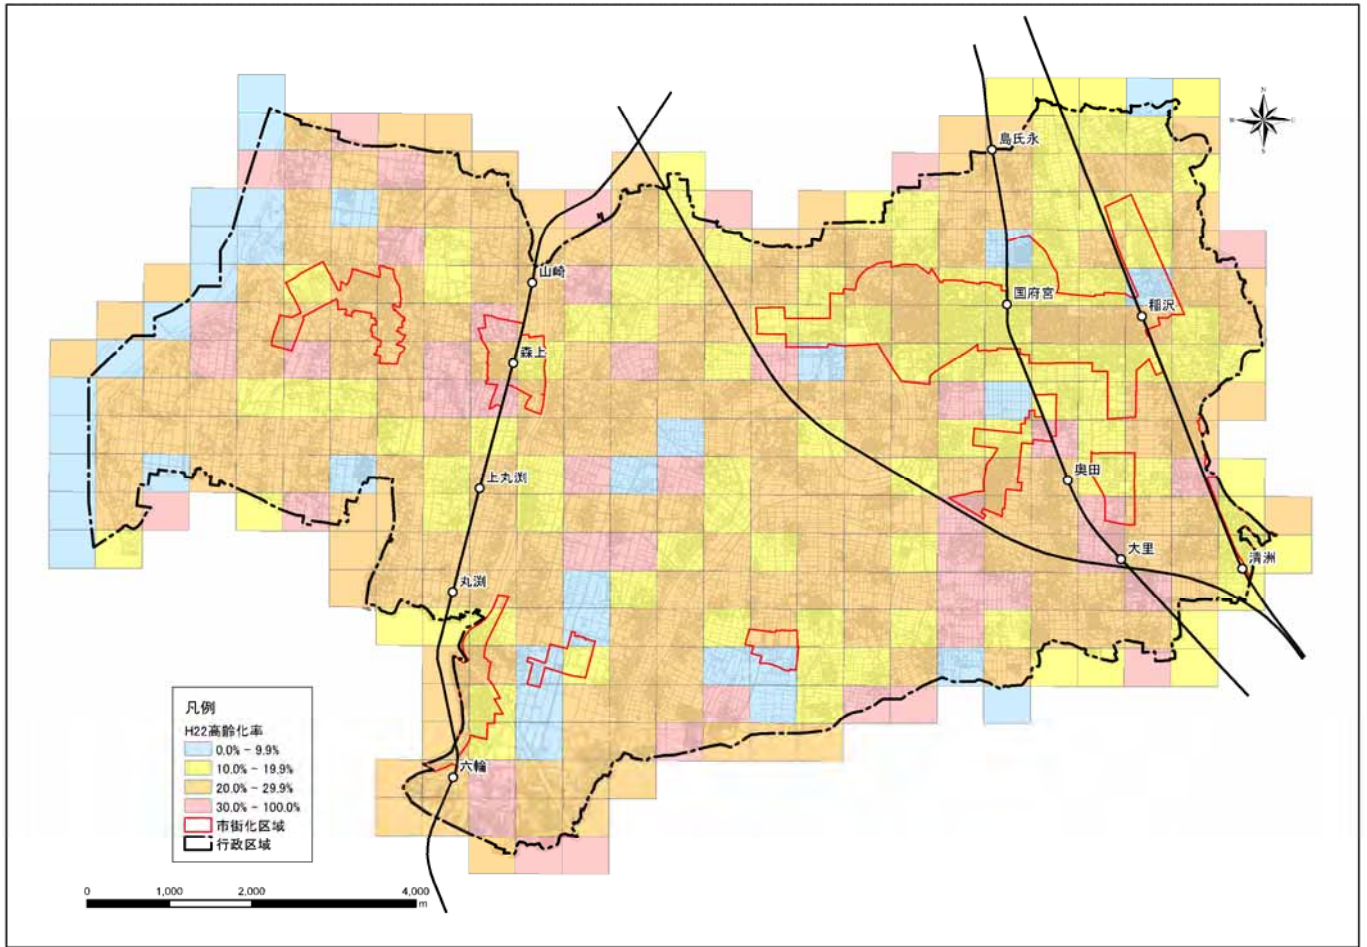 N
W
E
S
島氏永
山崎
国府宮
稲沢
森上
奥田
上丸渕
大里
清洲
丸渕
六輪
凡例
H22高齢化率
0.0% - 9.9%
10.0% - 19.9%
20.0% - 29.9%
30.0% - 100.0%
市街化区域
行政区域
0 1,000 2,000 4,000
m